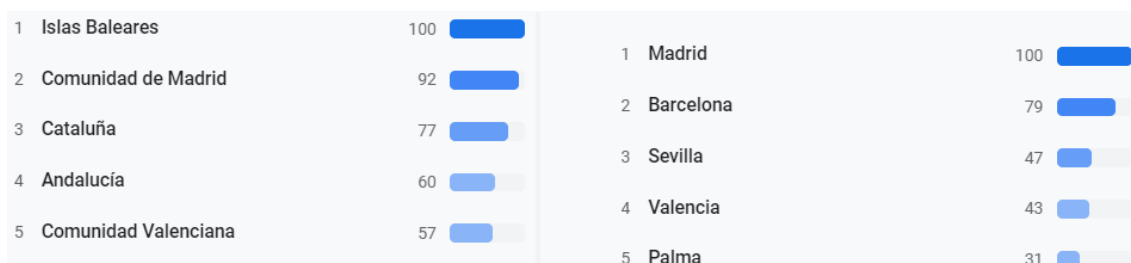 1 Islas Baleares 100
2 Comunidad de Madrid 92
3 Cataluña 77
4 Andalucía 60
5 Comunidad Valenciana 57
1 Madrid 100
2 Barcelona 79
3 Sevilla 47
4 Valencia 43
5 Palma 31